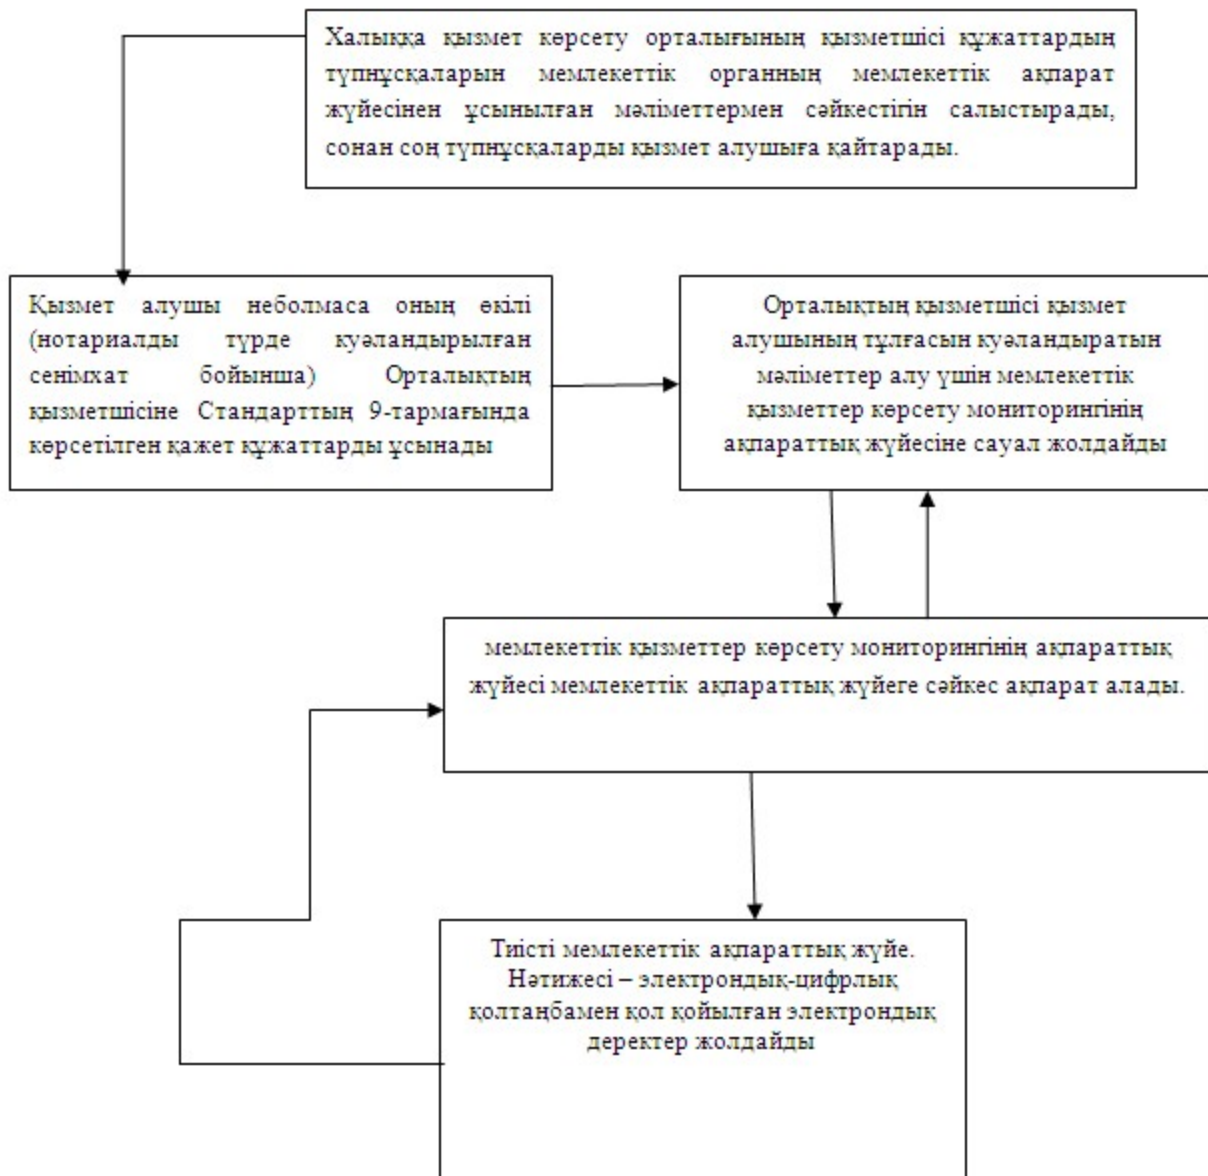 Халыққа қызмет көрсету орталығының қызметшісі құжаттардың
түпнұсқаларын мемлекеттік органның мемлекеттік ақпарат
жүйесінен ұсынылған мәліметтермен сәйкестігін салыстырады,
сонан соң түпнұсқаларды қызмет алушыға қайтарады.
Қызмет алушы неболмаса оның өкілі
(нотариалды түрде куәландырылған
сенімхат бойынша) Орталықтың
қызметшісіне Стандарттың 9-тармағында
көрсетілген қажет құжаттарды ұсынады
Орталықтың қызметшісі қызмет
алушының тұлғасын куәландыратын
мәліметтер алу үшін мемлекеттік
қызметтер көрсету мониторингінің
ақпараттық жүйесіне сауал жолдайды
мемлекеттік қызметтер көрсету мониторингінің ақпараттық
жүйесі мемлекеттік ақпараттық жүйеге сәйкес ақпарат алады.
Тиісті мемлекеттік ақпараттық жүйе.
Нәтижесі – электрондық-цифрлық
қолтаңбамен қол қойылған электрондық
деректер жолдайды